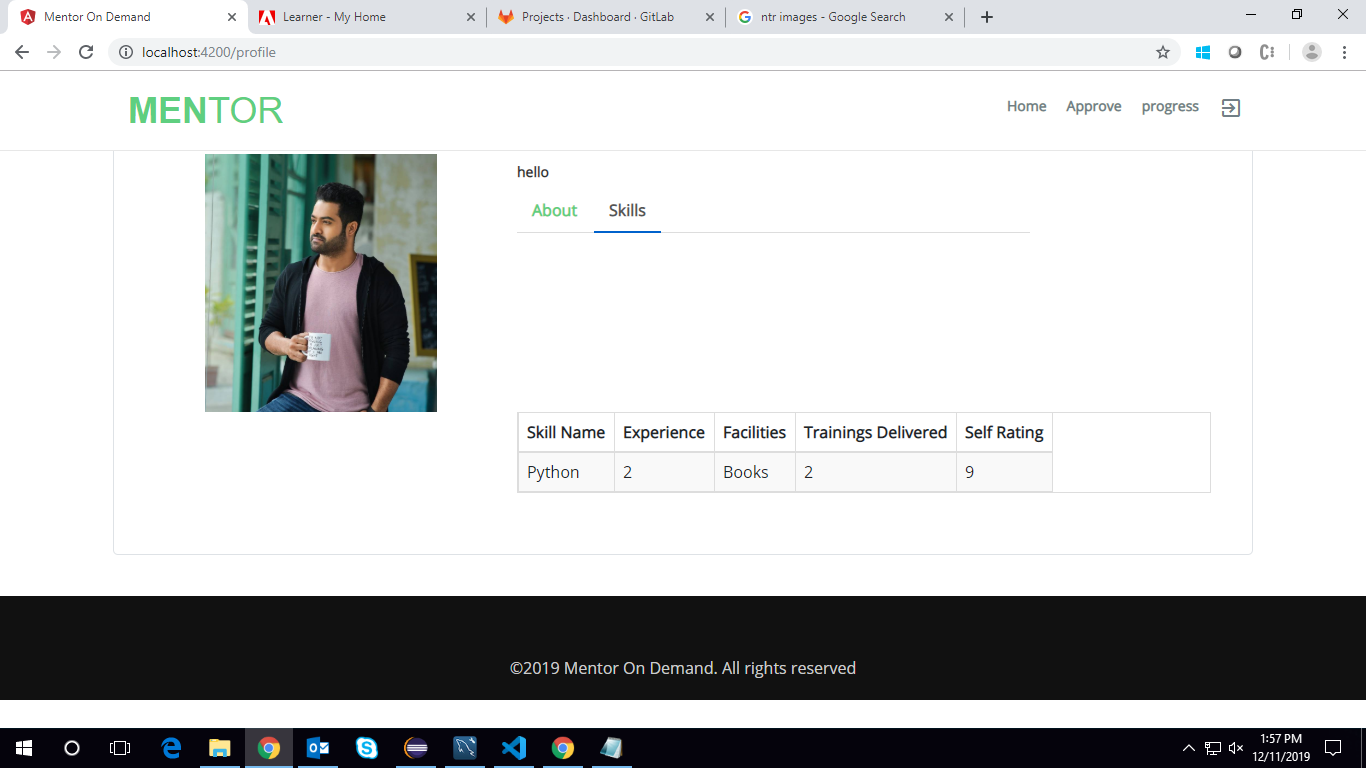 Mentor On Demand
Learner - My Home
Projects · Dashboard · GitLab
ntr images - Google Search
localhost:4200/profile
MENTOR
Home Approve progress
hello
About Skills
Skill Name Experience Facilities Trainings Delivered Self Rating
Python 2 Books 2 9
©2019 Mentor On Demand. All rights reserved
1:57 PM
12/11/2019